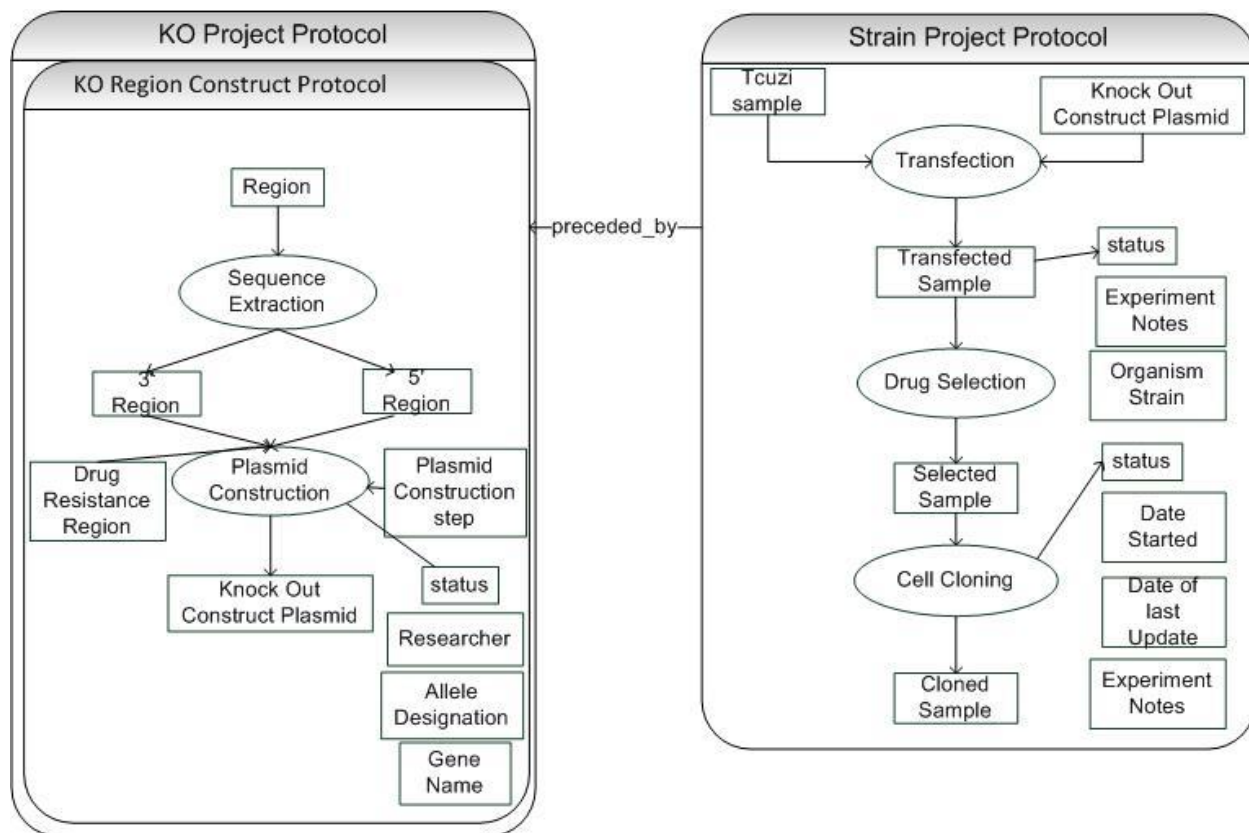 KO Project Protocol
KO Region Construct Protocol
Region
Sequence
Extraction
3'
Region
5'
Region
Drug
Resistance
Region
Plasmid
Construction
Plasmid
Construction
step
Knock Out
Construct Plasmid
status
Researcher
Allele
Designation
Gene
Name
preceded_by
Strain Project Protocol
Tcuzi
sample
Knock Out
Construct Plasmid
Transfection
Transfected
Sample
status
Experiment
Notes
Drug Selection
Organism
Strain
Selected
Sample
status
Date
Started
Cell Cloning
Date of
last
Update
Cloned
Sample
Experiment
Notes